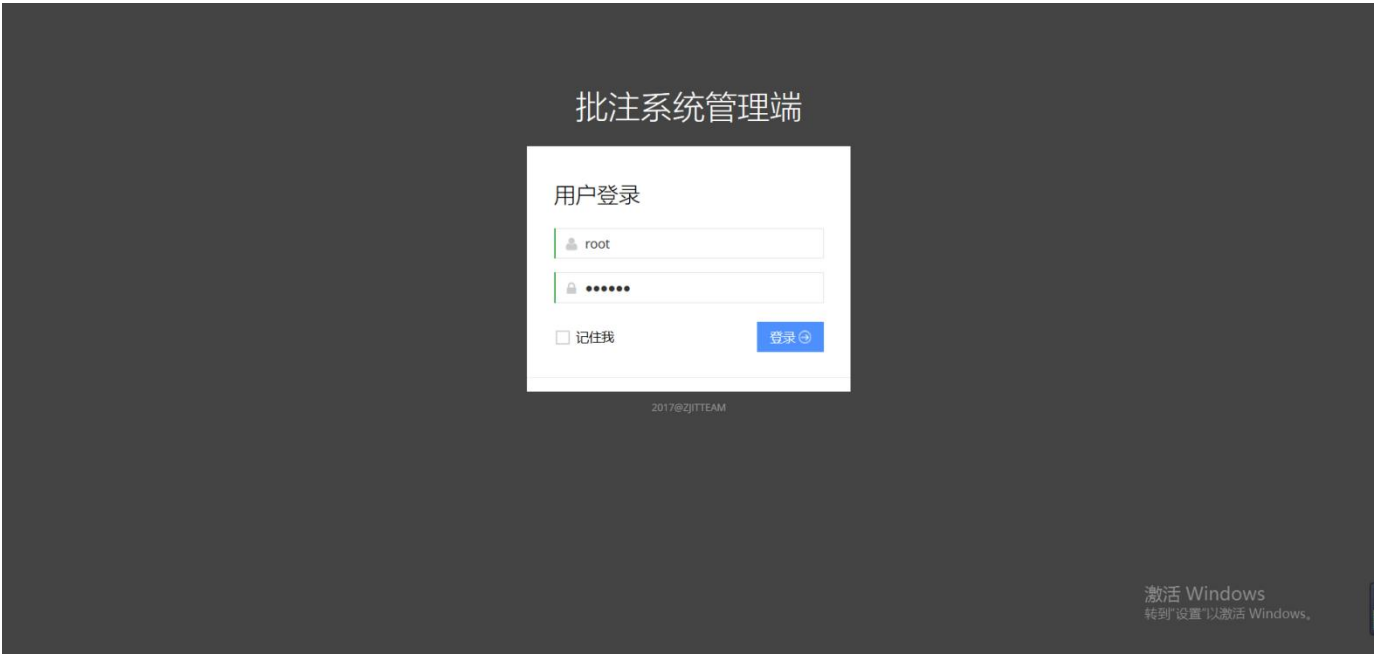 批注系统管理端
用户登录
root
••••••
记住我
登录
2017@ZJITTEAM
激活 Windows
转到"设置"以激活 Windows。